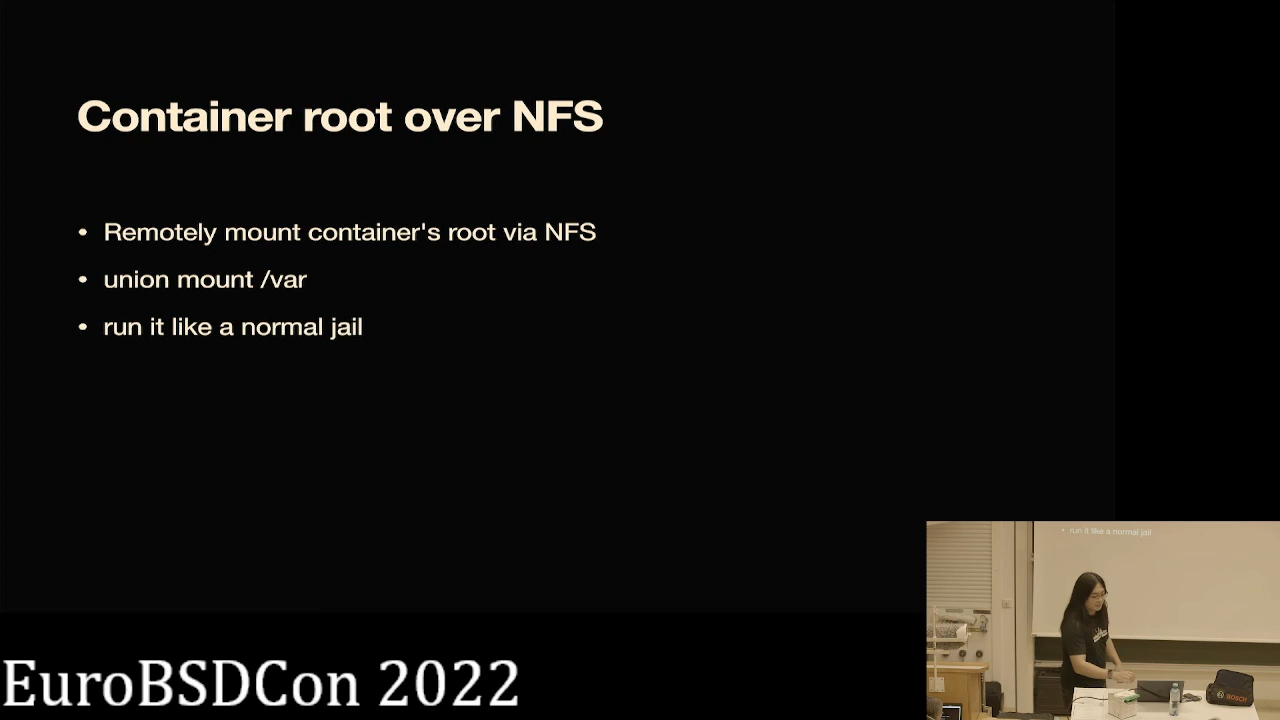 Container root over NFS
• Remotely mount container's root via NFS
• union mount /var
• run it like a normal jail
• run it like a normal jail
BOSCH
EuroBSDCon 2022